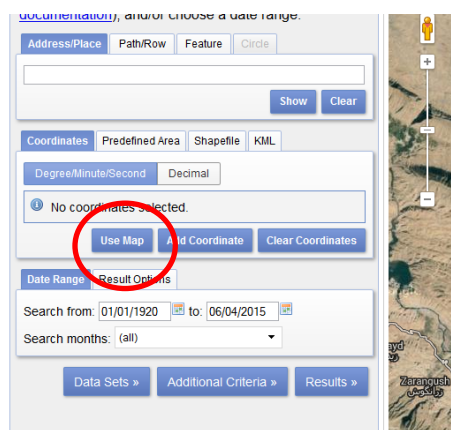 documentation), and/or choose a date range.
Address/Place Path/Row Feature Circle
Show Clear
Coordinates Predefined Area Shapefile KML
Degree/Minute/Second Decimal
No coordinates selected.
Use Map Add Coordinate Clear Coordinates
Date Range Result Options
Search from: 01/01/1920 to: 06/04/2015
Search months: (all)
Data Sets » Additional Criteria » Results »
Zarangush
زرانگوش